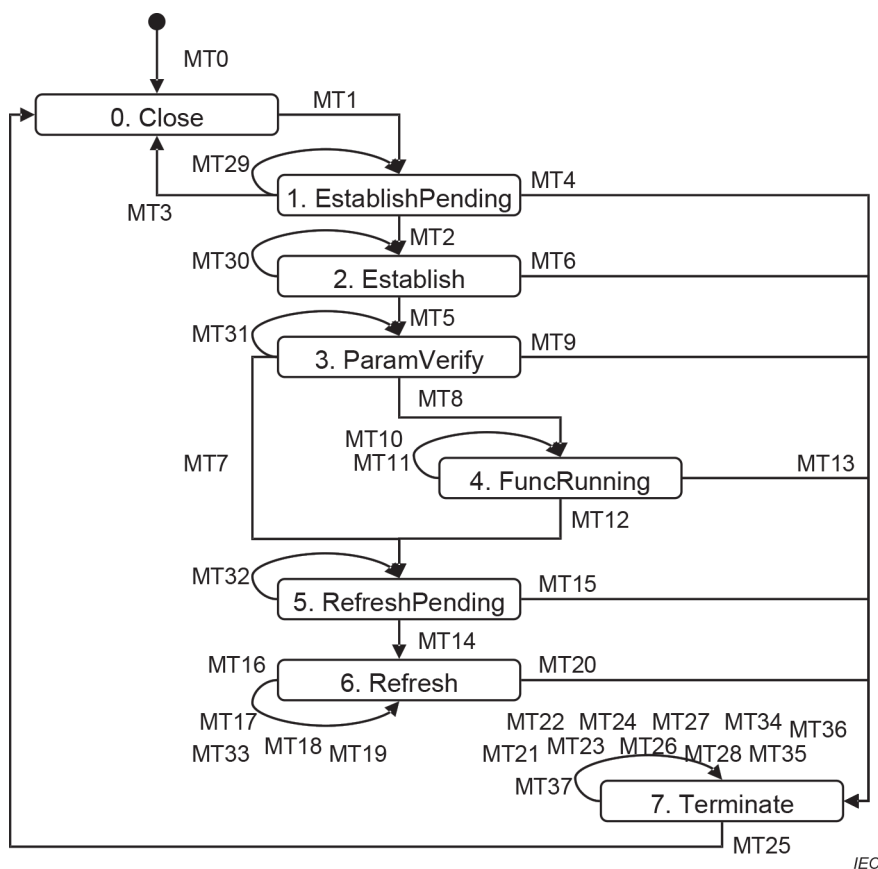 MT0
0. Close
MT1
MT29
MT3
1. EstablishPending
MT4
MT2
MT30
2. Establish
MT6
MT5
MT31
3. ParamVerify
MT9
MT8
MT7
MT10
MT11
4. FuncRunning
MT13
MT12
MT32
5. RefreshPending
MT15
MT14
MT16
6. Refresh
MT20
MT17
MT33 MT18 MT19
MT22 MT24 MT27 MT34 MT36
MT21 MT23 MT26 MT28 MT35
MT37
7. Terminate
MT25
IEC